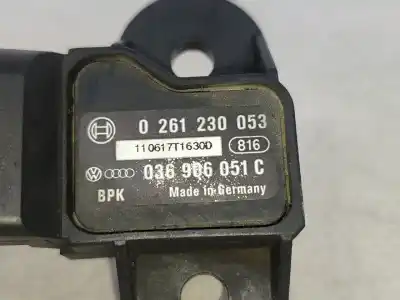 0 261 230 053
110617T1630D 816
036 906 051 C
BPK Made in Germany